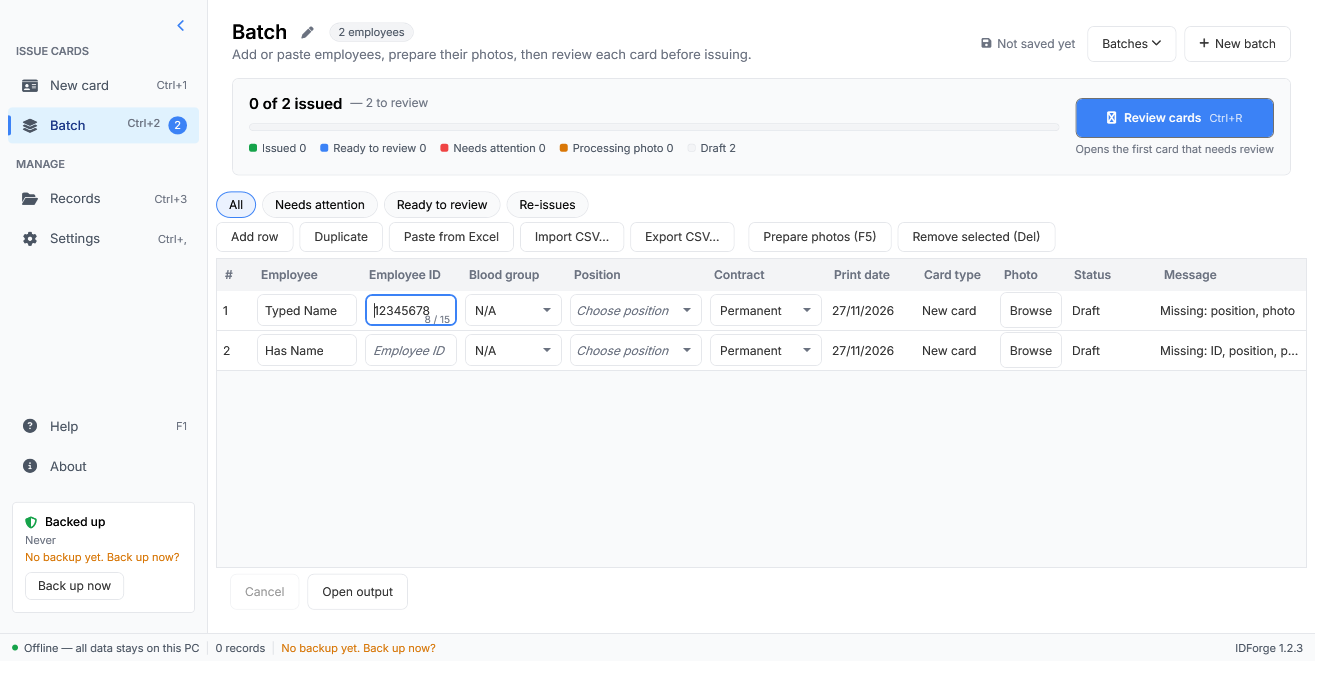 ISSUE CARDS
New card Ctrl+1
Batch Ctrl+2 2
MANAGE
Records Ctrl+3
Settings Ctrl+,
Help F1
About
Backed up
Never
No backup yet. Back up now?
Back up now
Batch 2 employees
Add or paste employees, prepare their photos, then review each card before issuing.
Not saved yet Batches + New batch
0 of 2 issued — 2 to review
Issued 0 Ready to review 0 Needs attention 0 Processing photo 0 Draft 2
Review cards Ctrl+R
Opens the first card that needs review
All Needs attention Ready to review Re-issues
Add row Duplicate Paste from Excel Import CSV... Export CSV... Prepare photos (F5) Remove selected (Del)
# Employee Employee ID Blood group Position Contract Print date Card type Photo Status Message
1 Typed Name 12345678 8 / 15 N/A Choose position Permanent 27/11/2026 New card Browse Draft Missing: position, photo
2 Has Name Employee ID N/A Choose position Permanent 27/11/2026 New card Browse Draft Missing: ID, position, p...
Cancel Open output
Offline — all data stays on this PC 0 records No backup yet. Back up now? IDForge 1.2.3